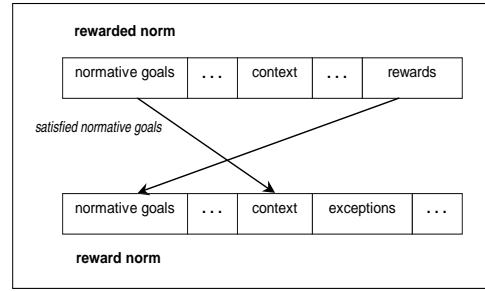 rewarded norm
normative goals ... context ... rewards
satisfied normative goals
normative goals ... context exceptions ...
reward norm